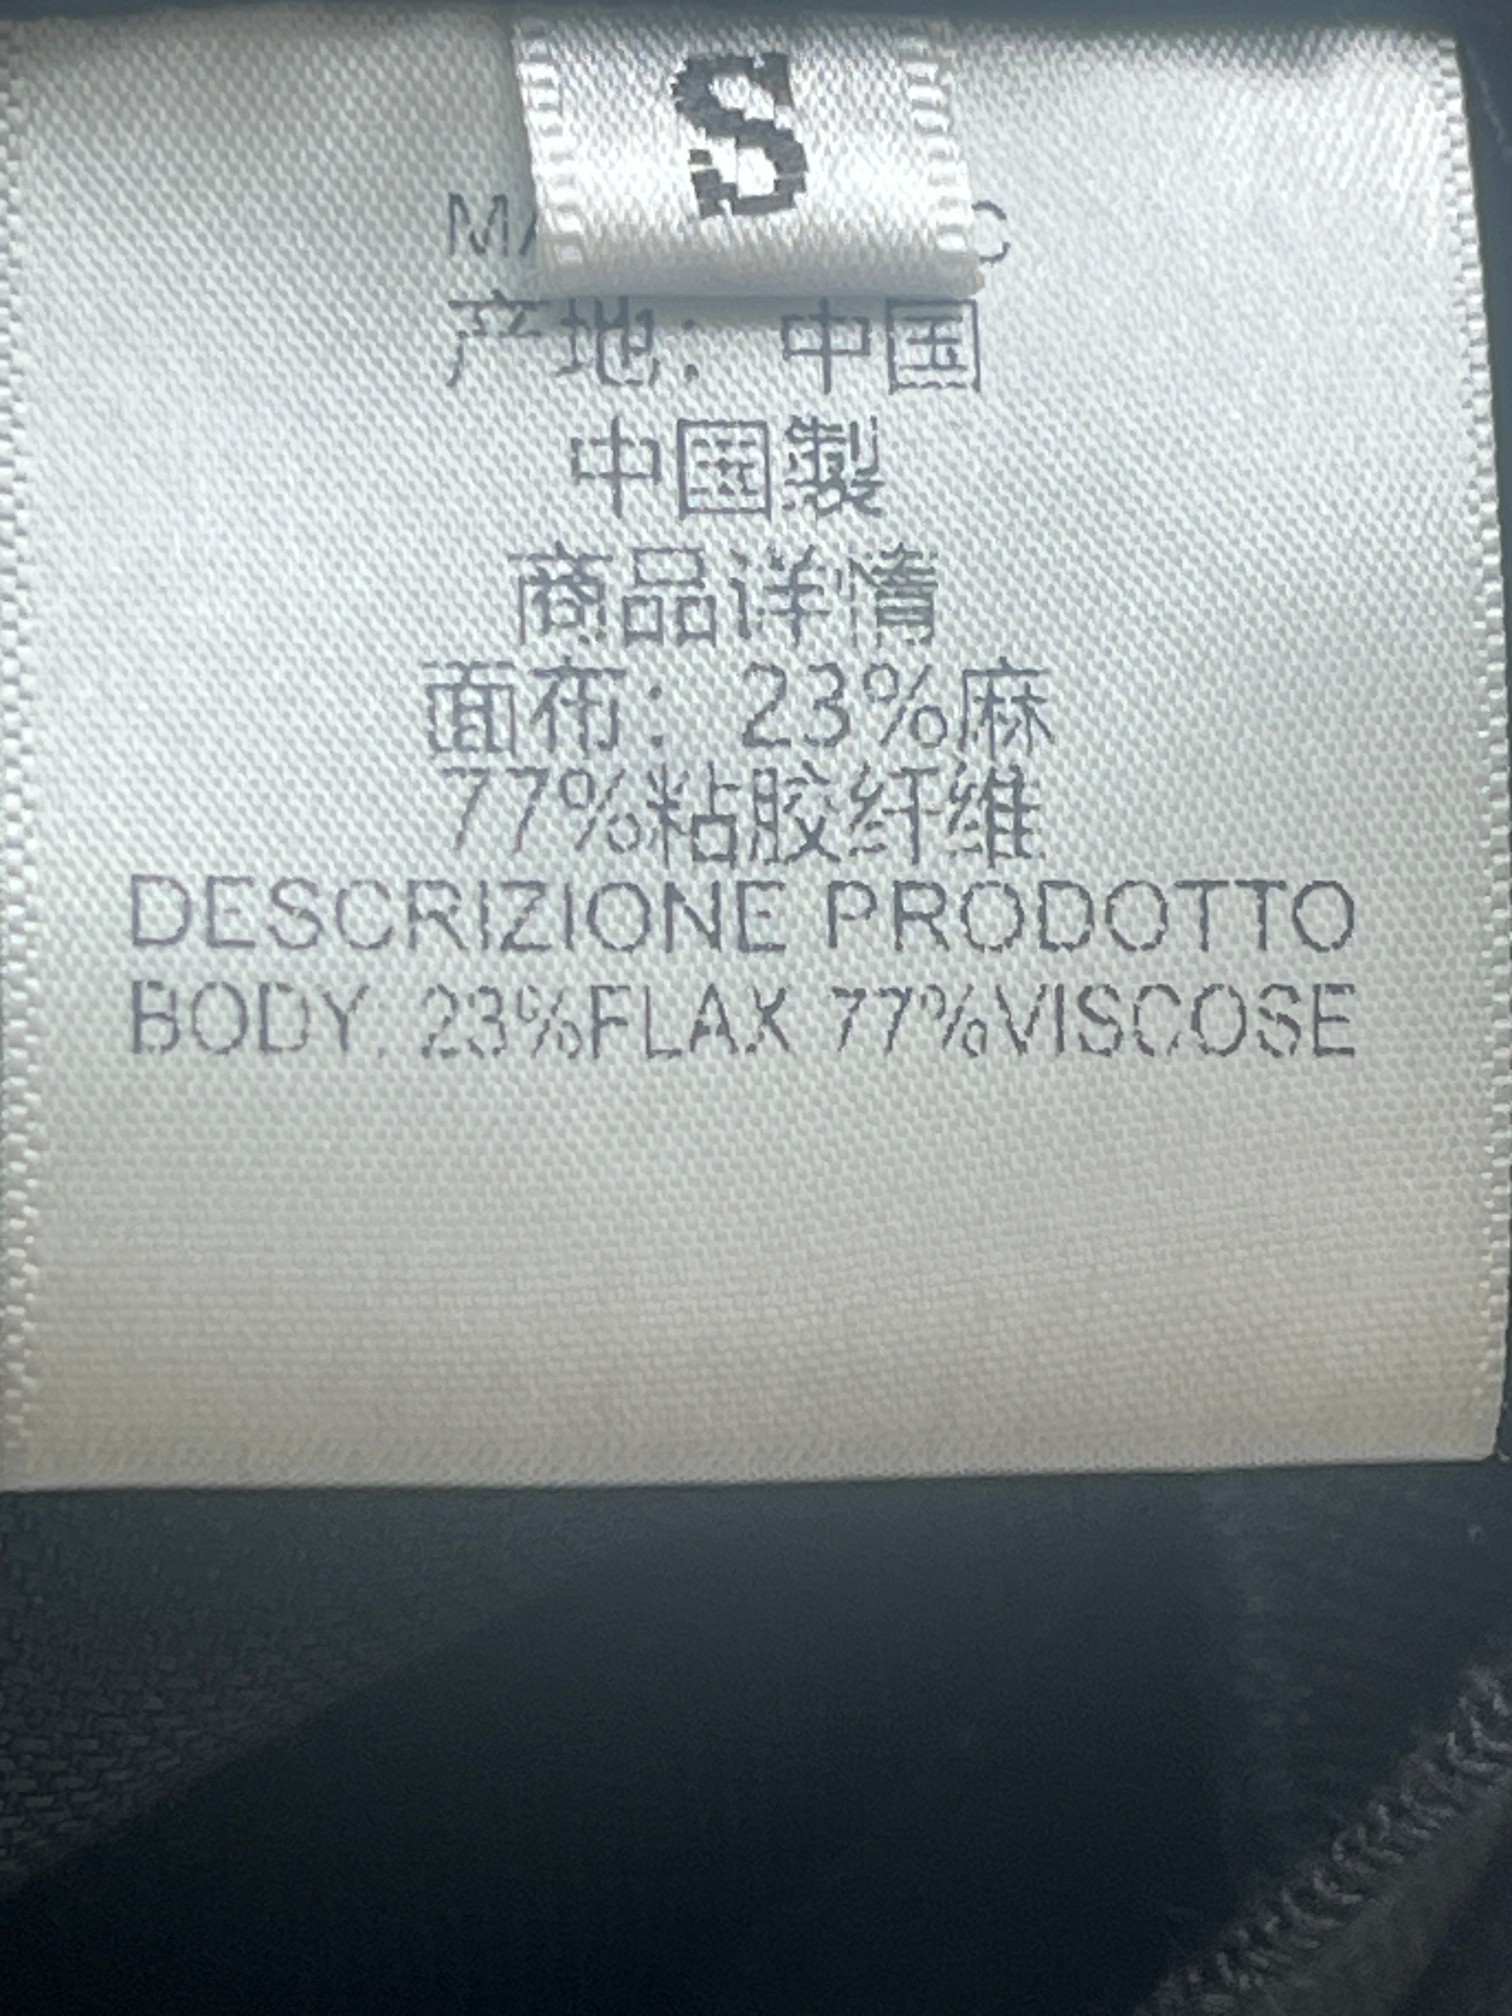 S
产地：中国
中国製
商品详情
面布：23%麻
77%粘胶纤维
DESCRIZIONE PRODOTTO
BODY: 23%FLAX 77%VISCOSE